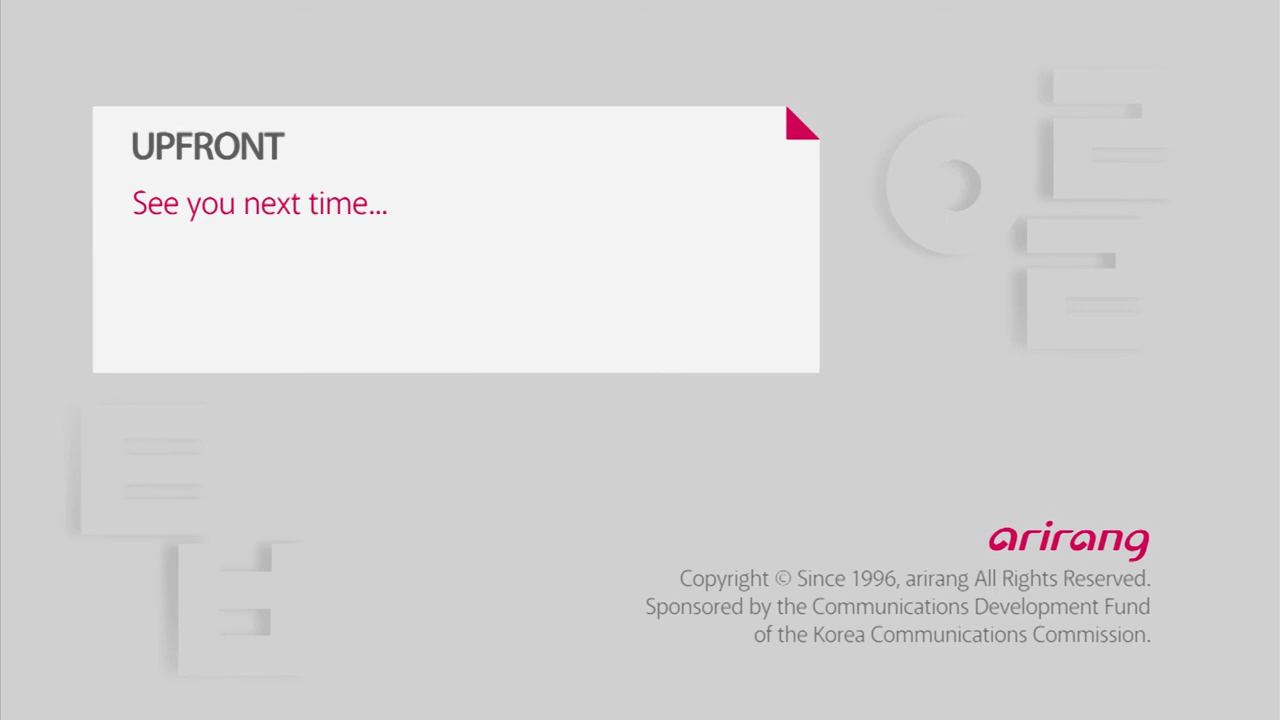 UPFRONT
See you next time...
arirang
Copyright © Since 1996, arirang All Rights Reserved.
Sponsored by the Communications Development Fund
of the Korea Communications Commission.